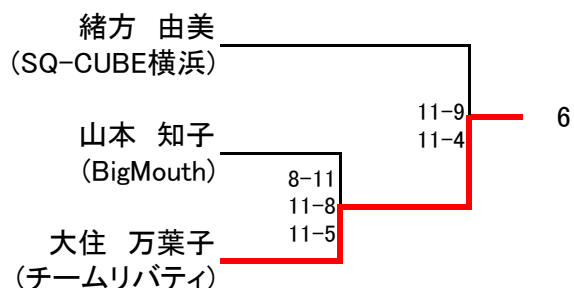 緒方 由美
(SQ-CUBE横浜)
11-9
11-4
6
山本 知子
(BigMouth)
8-11
11-8
11-5
大住 万葉子
(チームリバティ)